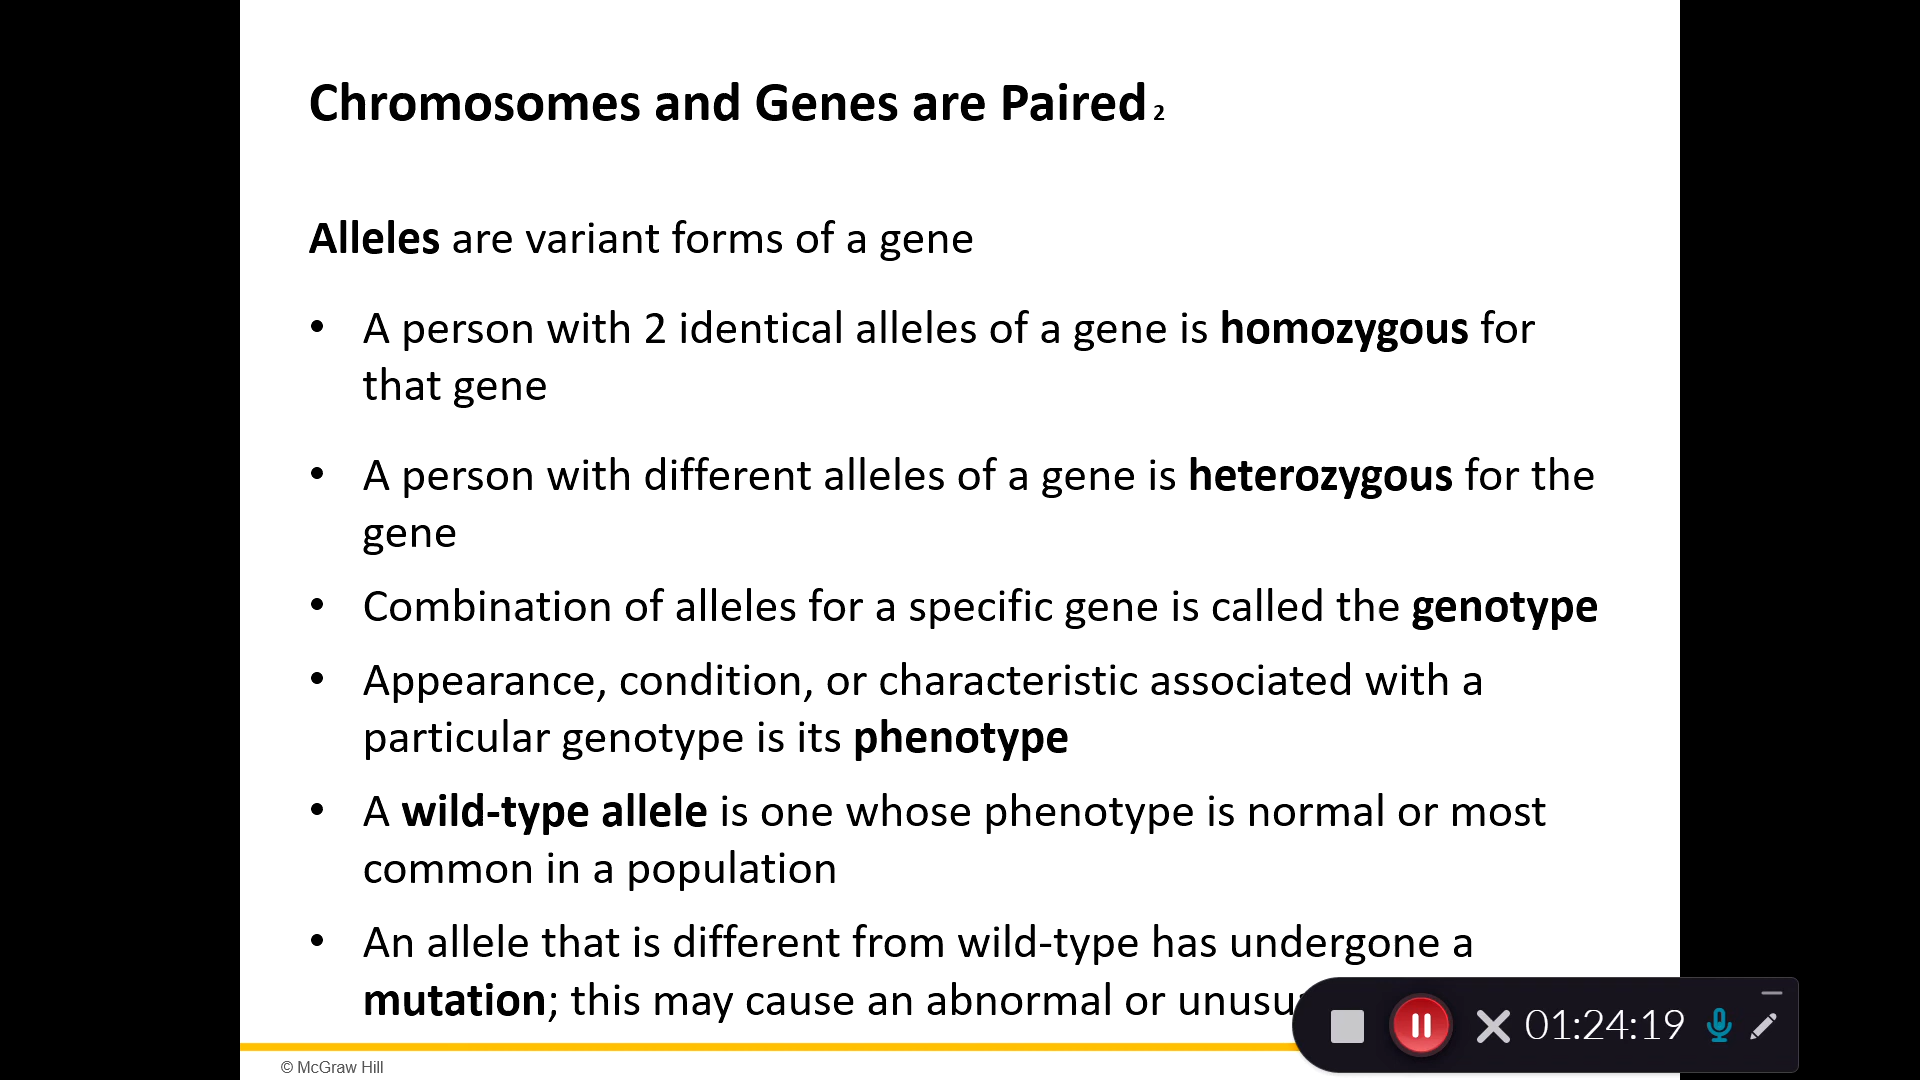 Chromosomes and Genes are Paired 2
Alleles are variant forms of a gene
• A person with 2 identical alleles of a gene is homozygous for
that gene
• A person with different alleles of a gene is heterozygous for the
gene
• Combination of alleles for a specific gene is called the genotype
• Appearance, condition, or characteristic associated with a
particular genotype is its phenotype
• A wild-type allele is one whose phenotype is normal or most
common in a population
• An allele that is different from wild-type has undergone a
mutation; this may cause an abnormal or
01:24:19
© McGraw Hill